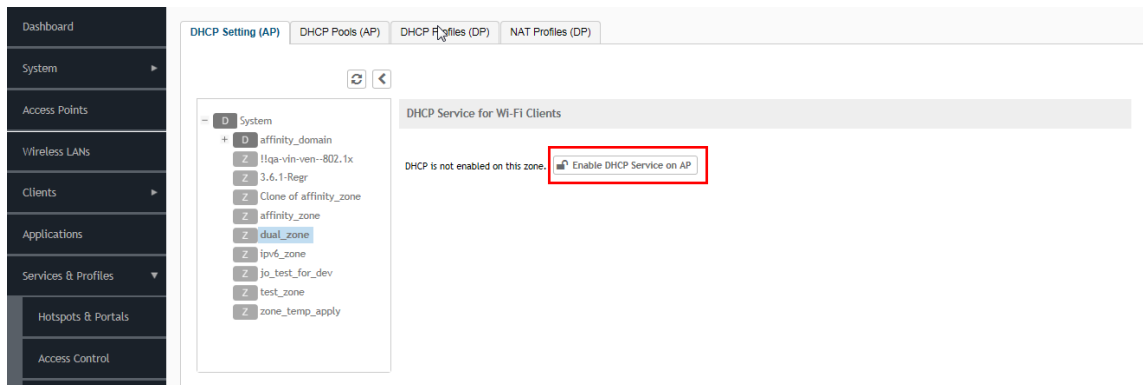 Dashboard
System
Access Points
Wireless LANs
Clients
Applications
Services & Profiles
Hotspots & Portals
Access Control
DHCP Setting (AP) DHCP Pools (AP) DHCP Profiles (DP) NAT Profiles (DP)
D System
D affinity_domain
Z !!qa-vin-ven--802.1x
Z 3.6.1-Regr
Z Clone of affinity_zone
Z affinity_zone
Z dual_zone
Z ipv6_zone
Z jo_test_for_dev
Z test_zone
Z zone_temp_apply
DHCP Service for Wi-Fi Clients
DHCP is not enabled on this zone. Enable DHCP Service on AP